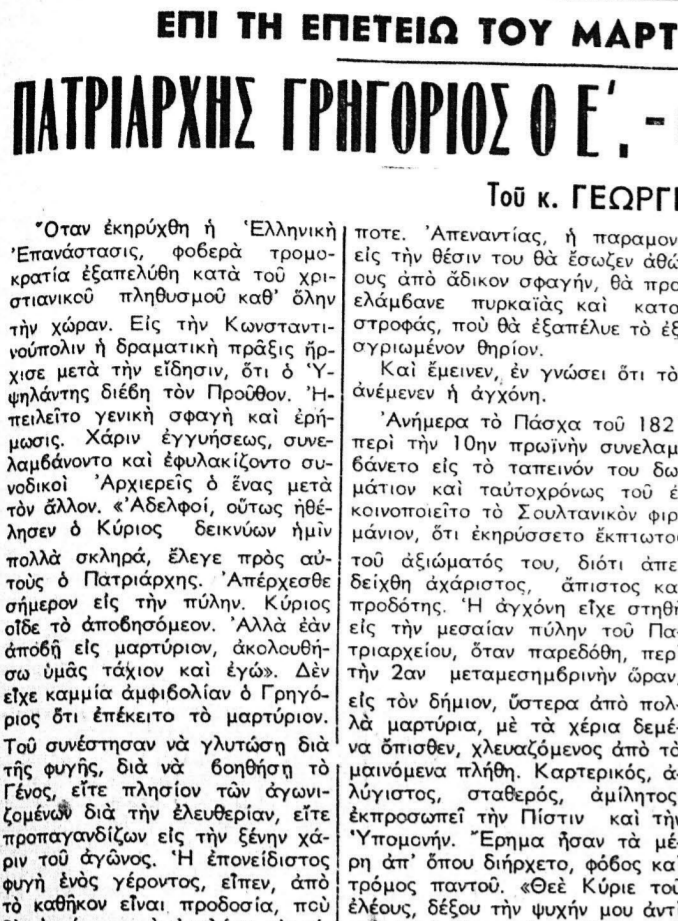 ΕΠΙ ΤΗ ΕΠΕΤΕΙΩ ΤΟΥ ΜΑΡΤ
ΠΑΤΡΙΑΡΧΗΣ ΓΡΗΓΟΡΙΟΣ Ο Ε΄. -
Τοῦ κ. ΓΕΩΡΓΙ
Ὅταν ἐκηρύχθη ἡ Ἑλληνικὴ
Ἐπανάστασις, φοβερὰ τρομο-
κρατία ἐξαπελύθη κατὰ τοῦ χρι-
στιανικοῦ πληθυσμοῦ καθ' ὅλην
τὴν χώραν. Εἰς τὴν Κωνσταντι-
νούπολιν ἡ δραματικὴ πρᾶξις ἤρ-
χισε μετὰ τὴν εἴδησιν, ὅτι ὁ Ὑ-
ψηλάντης διέβη τὸν Προῦθον. Ἠ-
πειλεῖτο γενικὴ σφαγὴ καὶ ἐρή-
μωσις. Χάριν ἐγγυήσεως, συνε-
λαμβάνοντο καὶ ἐφυλακίζοντο συ-
νοδικοὶ Ἀρχιερεῖς ὁ ἕνας μετὰ
τὸν ἄλλον. «Ἀδελφοί, οὕτως ἠθέ-
λησεν ὁ Κύριος δεικνύων ἡμῖν
πολλὰ σκληρά, ἔλεγε πρὸς αὐ-
τοὺς ὁ Πατριάρχης. Ἀπέρχεσθε
σήμερον εἰς τὴν πύλην. Κύριος
οἶδε τὸ ἀποβησόμεον. Ἀλλὰ ἐὰν
ἀποβῇ εἰς μαρτύριον, ἀκολουθή-
σω ὑμᾶς τάχιον καὶ ἐγώ». Δὲν
εἶχε καμμία ἀμφιβολίαν ὁ Γρηγό-
ριος ὅτι ἐπέκειτο τὸ μαρτύριον.
Τοῦ συνέστησαν νὰ γλυτώσῃ διὰ
τῆς φυγῆς, διὰ νὰ βοηθήσῃ τὸ
Γένος, εἴτε πλησίον τῶν ἀγωνι-
ζομένων διὰ τὴν ἐλευθερίαν, εἴτε
προπαγανδίζων εἰς τὴν ξένην χά-
ριν τοῦ ἀγῶνος. Ἡ ἐπονείδιστος
φυγὴ ἑνὸς γέροντος, εἶπεν, ἀπὸ
τὸ καθῆκον εἶναι προδοσία, ποὺ
ποτε. Ἀπεναντίας, ἡ παραμον
εἰς τὴν θέσιν του θὰ ἔσωζεν ἀθώ
ους ἀπὸ ἄδικον σφαγήν, θὰ προ
ελάμβανε πυρκαϊὰς καὶ κατα
στροφάς, ποὺ θὰ ἐξαπέλυε τὸ ἐξ
αγριωμένον θηρίον.
Καὶ ἔμεινεν, ἐν γνώσει ὅτι τὸ
ἀνέμενεν ἡ ἀγχόνη.
Ἀνήμερα τὸ Πάσχα τοῦ 182
περὶ τὴν 10ην πρωϊνὴν συνελαμ
βάνετο εἰς τὸ ταπεινόν του δω
μάτιον καὶ ταὐτοχρόνως τοῦ ἐ
κοινοποιεῖτο τὸ Σουλτανικὸν φιρ
μάνιον, ὅτι ἐκηρύσσετο ἔκπτωτο
τοῦ ἀξιώματός του, διότι ἀπε
δείχθη ἀχάριστος, ἄπιστος κα
προδότης. Ἡ ἀγχόνη εἶχε στηθῆ
εἰς τὴν μεσαίαν πύλην τοῦ Πα-
τριαρχείου, ὅταν παρεδόθη, περ
τὴν 2αν μεταμεσημβρινὴν ὥραν,
εἰς τὸν δήμιον, ὕστερα ἀπὸ πολ-
λὰ μαρτύρια, μὲ τὰ χέρια δεμέ-
να ὄπισθεν, χλευαζόμενος ἀπὸ τὸ
μαινόμενα πλήθη. Καρτερικός, ἀ-
λύγιστος, σταθερός, ἀμίλητος
ἐκπροσωπεῖ τὴν Πίστιν καὶ τὴν
Ὑπομονήν. Ἔρημα ἦσαν τὰ μέ-
ρη ἀπ' ὅπου διήρχετο, φόβος κα
τρόμος παντοῦ. «Θεὲ Κύριε τοῦ
ἐλέους, δέξου τὴν ψυχήν μου ἀντ